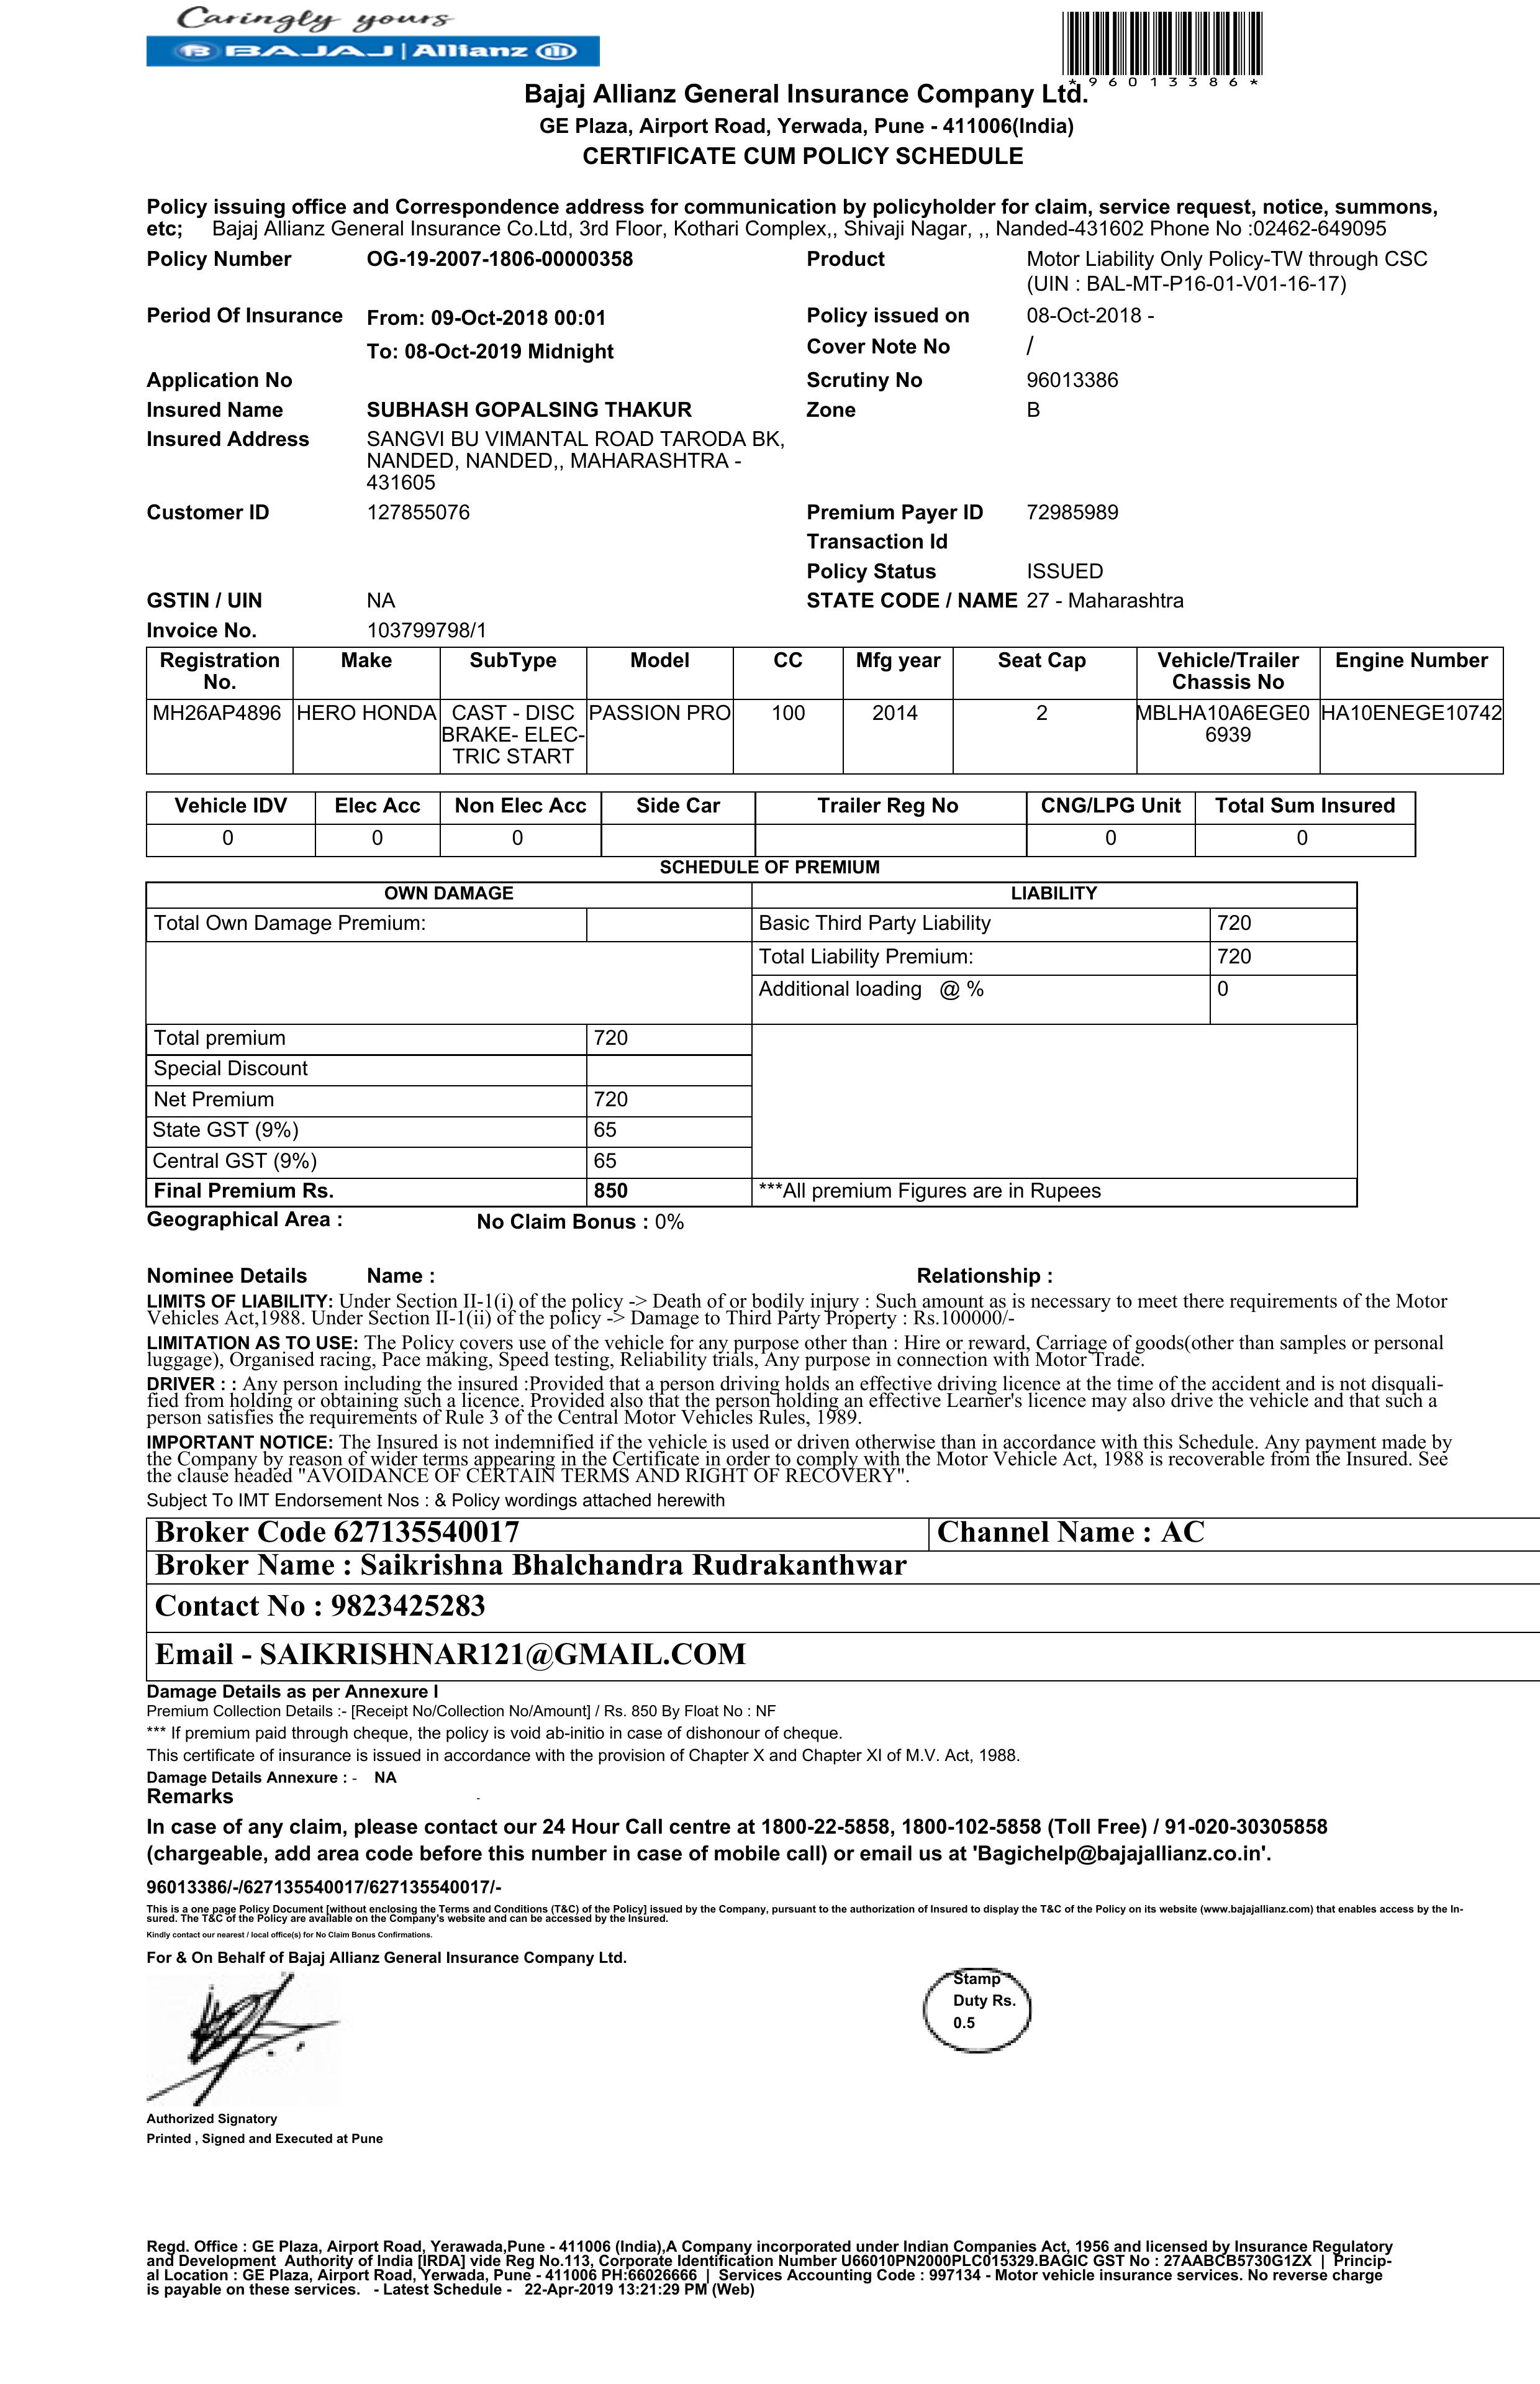 Caringly yours
BAJAJ | Allianz
*96013386*
Bajaj Allianz General Insurance Company Ltd.
GE Plaza, Airport Road, Yerwada, Pune - 411006(India)
CERTIFICATE CUM POLICY SCHEDULE
Policy issuing office and Correspondence address for communication by policyholder for claim, service request, notice, summons,
etc; Bajaj Allianz General Insurance Co.Ltd, 3rd Floor, Kothari Complex,, Shivaji Nagar, ,, Nanded-431602 Phone No :02462-649095
Policy Number OG-19-2007-1806-00000358 Product Motor Liability Only Policy-TW through CSC
(UIN : BAL-MT-P16-01-V01-16-17)
Period Of Insurance From: 09-Oct-2018 00:01 Policy issued on 08-Oct-2018 -
To: 08-Oct-2019 Midnight Cover Note No /
Application No Scrutiny No 96013386
Insured Name SUBHASH GOPALSING THAKUR Zone B
Insured Address SANGVI BU VIMANTAL ROAD TARODA BK,
NANDED, NANDED,, MAHARASHTRA -
431605
Customer ID 127855076 Premium Payer ID 72985989
Transaction Id
Policy Status ISSUED
GSTIN / UIN NA STATE CODE / NAME 27 - Maharashtra
Invoice No. 103799798/1
Registration Make SubType Model CC Mfg year Seat Cap Vehicle/Trailer Engine Number
No. Chassis No
MH26AP4896 HERO HONDA CAST - DISC PASSION PRO 100 2014 2 MBLHA10A6EGE0 HA10ENEGE10742
BRAKE- ELEC- 6939
TRIC START
Vehicle IDV Elec Acc Non Elec Acc Side Car Trailer Reg No CNG/LPG Unit Total Sum Insured
0 0 0 0 0
SCHEDULE OF PREMIUM
OWN DAMAGE LIABILITY
Total Own Damage Premium: Basic Third Party Liability 720
Total Liability Premium: 720
Additional loading @ % 0
Total premium 720
Special Discount
Net Premium 720
State GST (9%) 65
Central GST (9%) 65
Final Premium Rs. 850 ***All premium Figures are in Rupees
Geographical Area : No Claim Bonus : 0%
Nominee Details Name : Relationship :
LIMITS OF LIABILITY: Under Section II-1(i) of the policy -> Death of or bodily injury : Such amount as is necessary to meet there requirements of the Motor
Vehicles Act,1988. Under Section II-1(ii) of the policy -> Damage to Third Party Property : Rs.100000/-
LIMITATION AS TO USE: The Policy covers use of the vehicle for any purpose other than : Hire or reward, Carriage of goods(other than samples or personal
luggage), Organised racing, Pace making, Speed testing, Reliability trials, Any purpose in connection with Motor Trade.
DRIVER : : Any person including the insured :Provided that a person driving holds an effective driving licence at the time of the accident and is not disquali-
fied from holding or obtaining such a licence. Provided also that the person holding an effective Learner's licence may also drive the vehicle and that such a
person satisfies the requirements of Rule 3 of the Central Motor Vehicles Rules, 1989.
IMPORTANT NOTICE: The Insured is not indemnified if the vehicle is used or driven otherwise than in accordance with this Schedule. Any payment made by
the Company by reason of wider terms appearing in the Certificate in order to comply with the Motor Vehicle Act, 1988 is recoverable from the Insured. See
the clause headed "AVOIDANCE OF CERTAIN TERMS AND RIGHT OF RECOVERY".
Subject To IMT Endorsement Nos : & Policy wordings attached herewith
Broker Code 627135540017 Channel Name : AC
Broker Name : Saikrishna Bhalchandra Rudrakanthwar
Contact No : 9823425283
Email - SAIKRISHNAR121@GMAIL.COM
Damage Details as per Annexure I
Premium Collection Details :- [Receipt No/Collection No/Amount] / Rs. 850 By Float No : NF
*** If premium paid through cheque, the policy is void ab-initio in case of dishonour of cheque.
This certificate of insurance is issued in accordance with the provision of Chapter X and Chapter XI of M.V. Act, 1988.
Damage Details Annexure : - NA
Remarks -
In case of any claim, please contact our 24 Hour Call centre at 1800-22-5858, 1800-102-5858 (Toll Free) / 91-020-30305858
(chargeable, add area code before this number in case of mobile call) or email us at 'Bagichelp@bajajallianz.co.in'.
96013386/-/627135540017/627135540017/-
This is a one page Policy Document [without enclosing the Terms and Conditions (T&C) of the Policy] issued by the Company, pursuant to the authorization of Insured to display the T&C of the Policy on its website (www.bajajallianz.com) that enables access by the In-
sured. The T&C of the Policy are available on the Company's website and can be accessed by the Insured.
Kindly contact our nearest / local office(s) for No Claim Bonus Confirmations.
For & On Behalf of Bajaj Allianz General Insurance Company Ltd.
Stamp
Duty Rs.
0.5
Authorized Signatory
Printed , Signed and Executed at Pune
Regd. Office : GE Plaza, Airport Road, Yerawada,Pune - 411006 (India),A Company incorporated under Indian Companies Act, 1956 and licensed by Insurance Regulatory
and Development Authority of India [IRDA] vide Reg No.113, Corporate Identification Number U66010PN2000PLC015329.BAGIC GST No : 27AABCB5730G1ZX | Princip-
al Location : GE Plaza, Airport Road, Yerwada, Pune - 411006 PH:66026666 | Services Accounting Code : 997134 - Motor vehicle insurance services. No reverse charge
is payable on these services. - Latest Schedule - 22-Apr-2019 13:21:29 PM (Web)